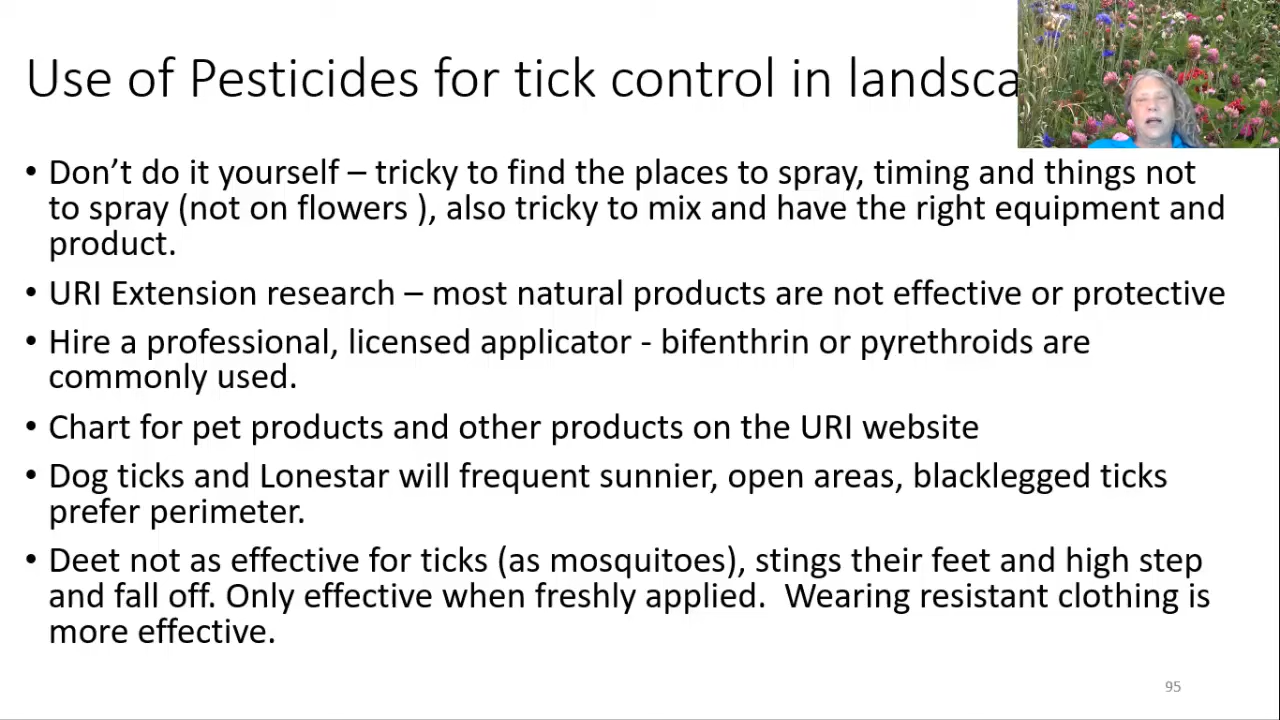 Use of Pesticides for tick control in landsca
• Don’t do it yourself – tricky to find the places to spray, timing and things not
to spray (not on flowers ), also tricky to mix and have the right equipment and
product.
• URI Extension research – most natural products are not effective or protective
• Hire a professional, licensed applicator - bifenthrin or pyrethroids are
commonly used.
• Chart for pet products and other products on the URI website
• Dog ticks and Lonestar will frequent sunnier, open areas, blacklegged ticks
prefer perimeter.
• Deet not as effective for ticks (as mosquitoes), stings their feet and high step
and fall off. Only effective when freshly applied.  Wearing resistant clothing is
more effective.
95